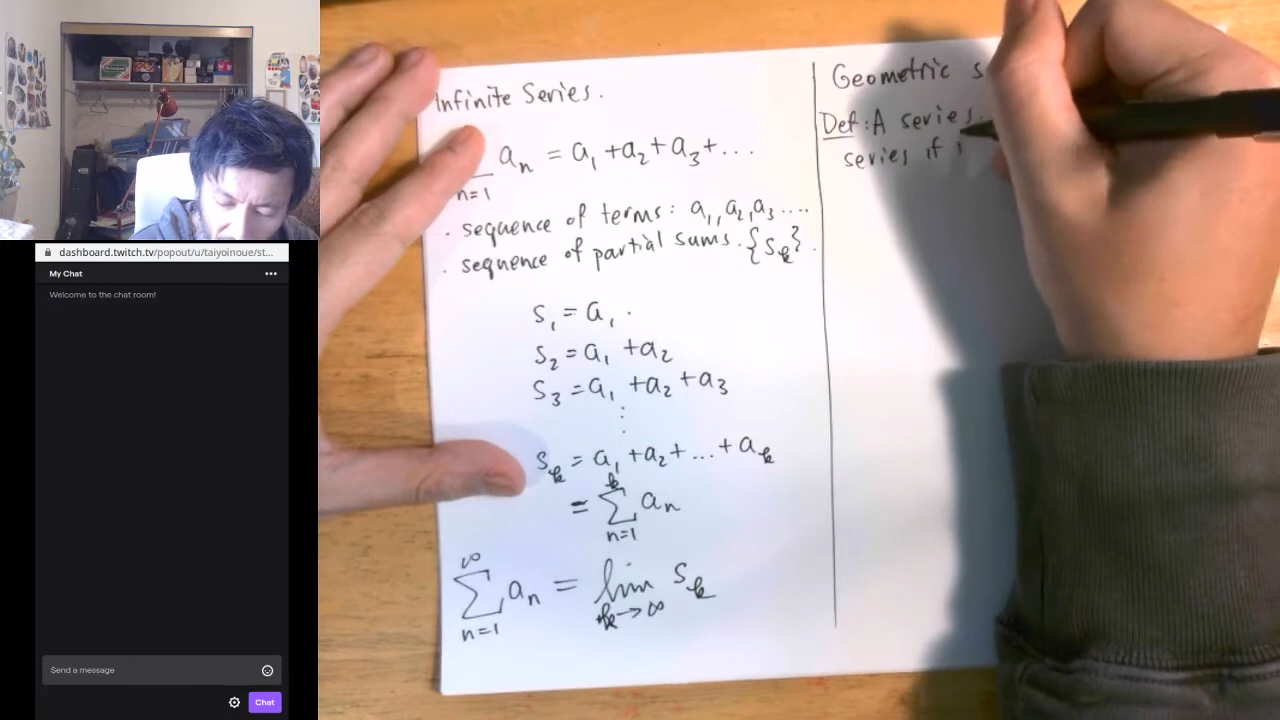 dashboard.twitch.tv/popout/u/taiyoinoue/st...
My Chat
Welcome to the chat room!
Send a message
Chat
Infinite Series.
n=1 aₙ = a₁ + a₂ + a₃ + ...
· sequence of terms: a₁, a₂, a₃ ....
· sequence of partial sums. {Sₖ}.
S₁ = a₁.
S₂ = a₁ + a₂
S₃ = a₁ + a₂ + a₃
⋮
Sₖ = a₁ + a₂ + ... + aₖ
= k ∑ n=1 aₙ
∞ ∑ n=1 aₙ = lim k→∞ Sₖ
Geometric s
Def: A series
series if